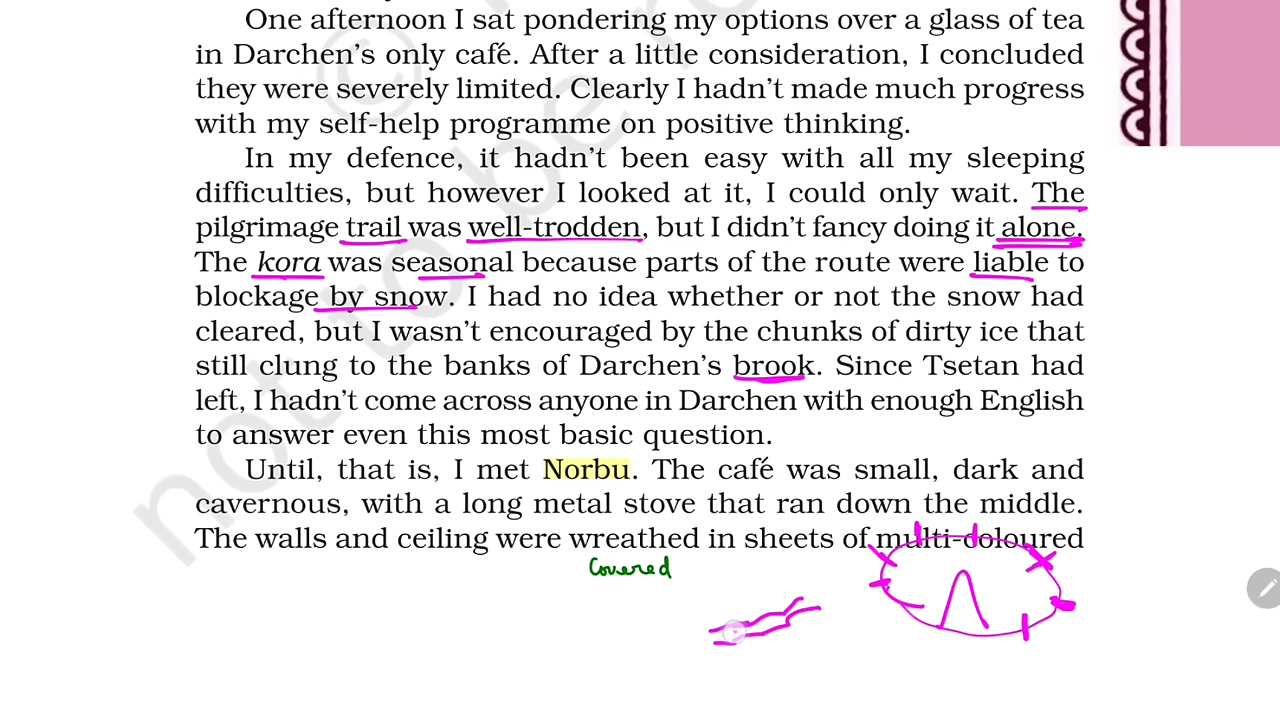 One afternoon I sat pondering my options over a glass of tea
in Darchen's only café. After a little consideration, I concluded
they were severely limited. Clearly I hadn't made much progress
with my self-help programme on positive thinking.
In my defence, it hadn't been easy with all my sleeping
difficulties, but however I looked at it, I could only wait. The
pilgrimage trail was well-trodden, but I didn't fancy doing it alone.
The kora was seasonal because parts of the route were liable to
blockage by snow. I had no idea whether or not the snow had
cleared, but I wasn't encouraged by the chunks of dirty ice that
still clung to the banks of Darchen's brook. Since Tsetan had
left, I hadn't come across anyone in Darchen with enough English
to answer even this most basic question.
Until, that is, I met Norbu. The café was small, dark and
cavernous, with a long metal stove that ran down the middle.
The walls and ceiling were wreathed in sheets of multi-coloured
Covered
©
not to be re